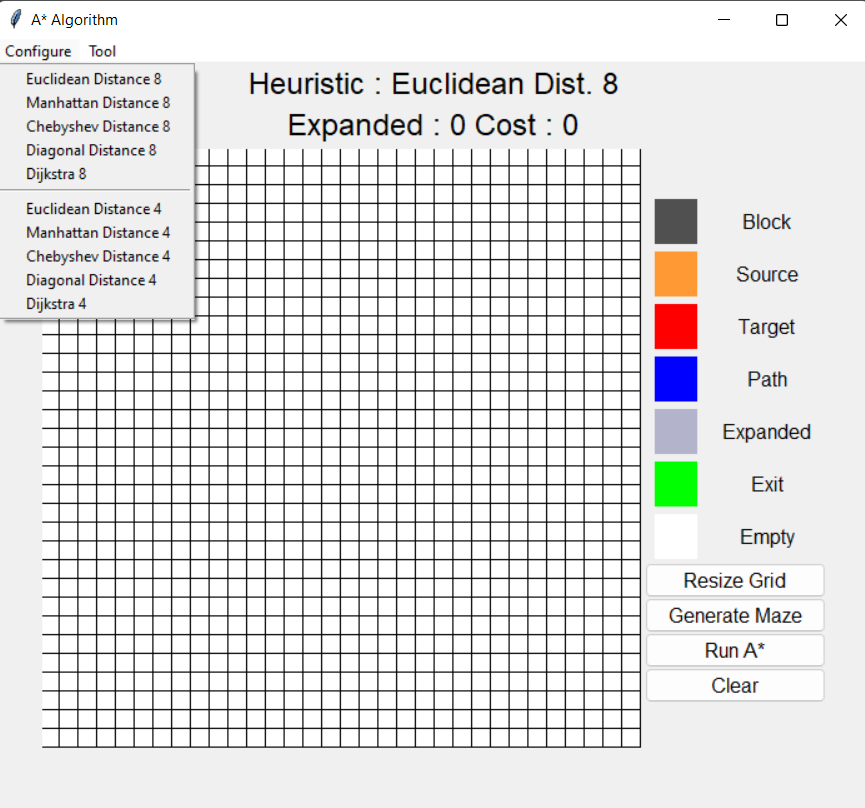 A* Algorithm
Configure Tool
Euclidean Distance 8
Manhattan Distance 8
Chebyshev Distance 8
Diagonal Distance 8
Dijkstra 8
Euclidean Distance 4
Manhattan Distance 4
Chebyshev Distance 4
Diagonal Distance 4
Dijkstra 4
Heuristic : Euclidean Dist. 8
Expanded : 0 Cost : 0
Block
Source
Target
Path
Expanded
Exit
Empty
Resize Grid
Generate Maze
Run A*
Clear